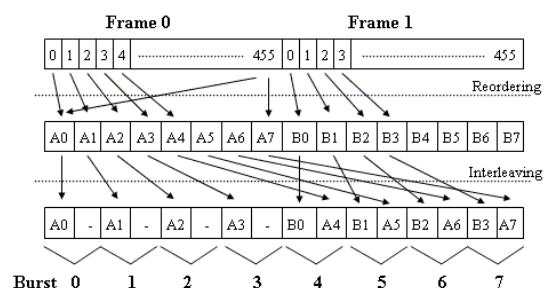 Frame 0 Frame 1
0 1 2 3 4 455 0 1 2 3 455
Reordering
A0 A1 A2 A3 A4 A5 A6 A7 B0 B1 B2 B3 B4 B5 B6 B7
Interleaving
A0 - A1 - A2 - A3 - B0 A4 B1 A5 B2 A6 B3 A7
Burst 0 1 2 3 4 5 6 7